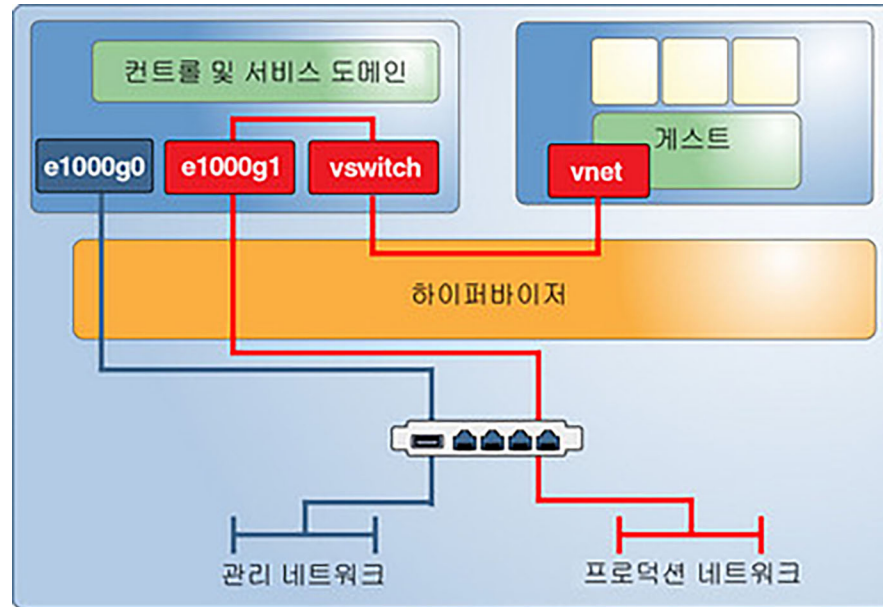 컨트롤 및 서비스 도메인
게스트
e1000g0
e1000g1
vswitch
vnet
하이퍼바이저
관리 네트워크
프로덕션 네트워크